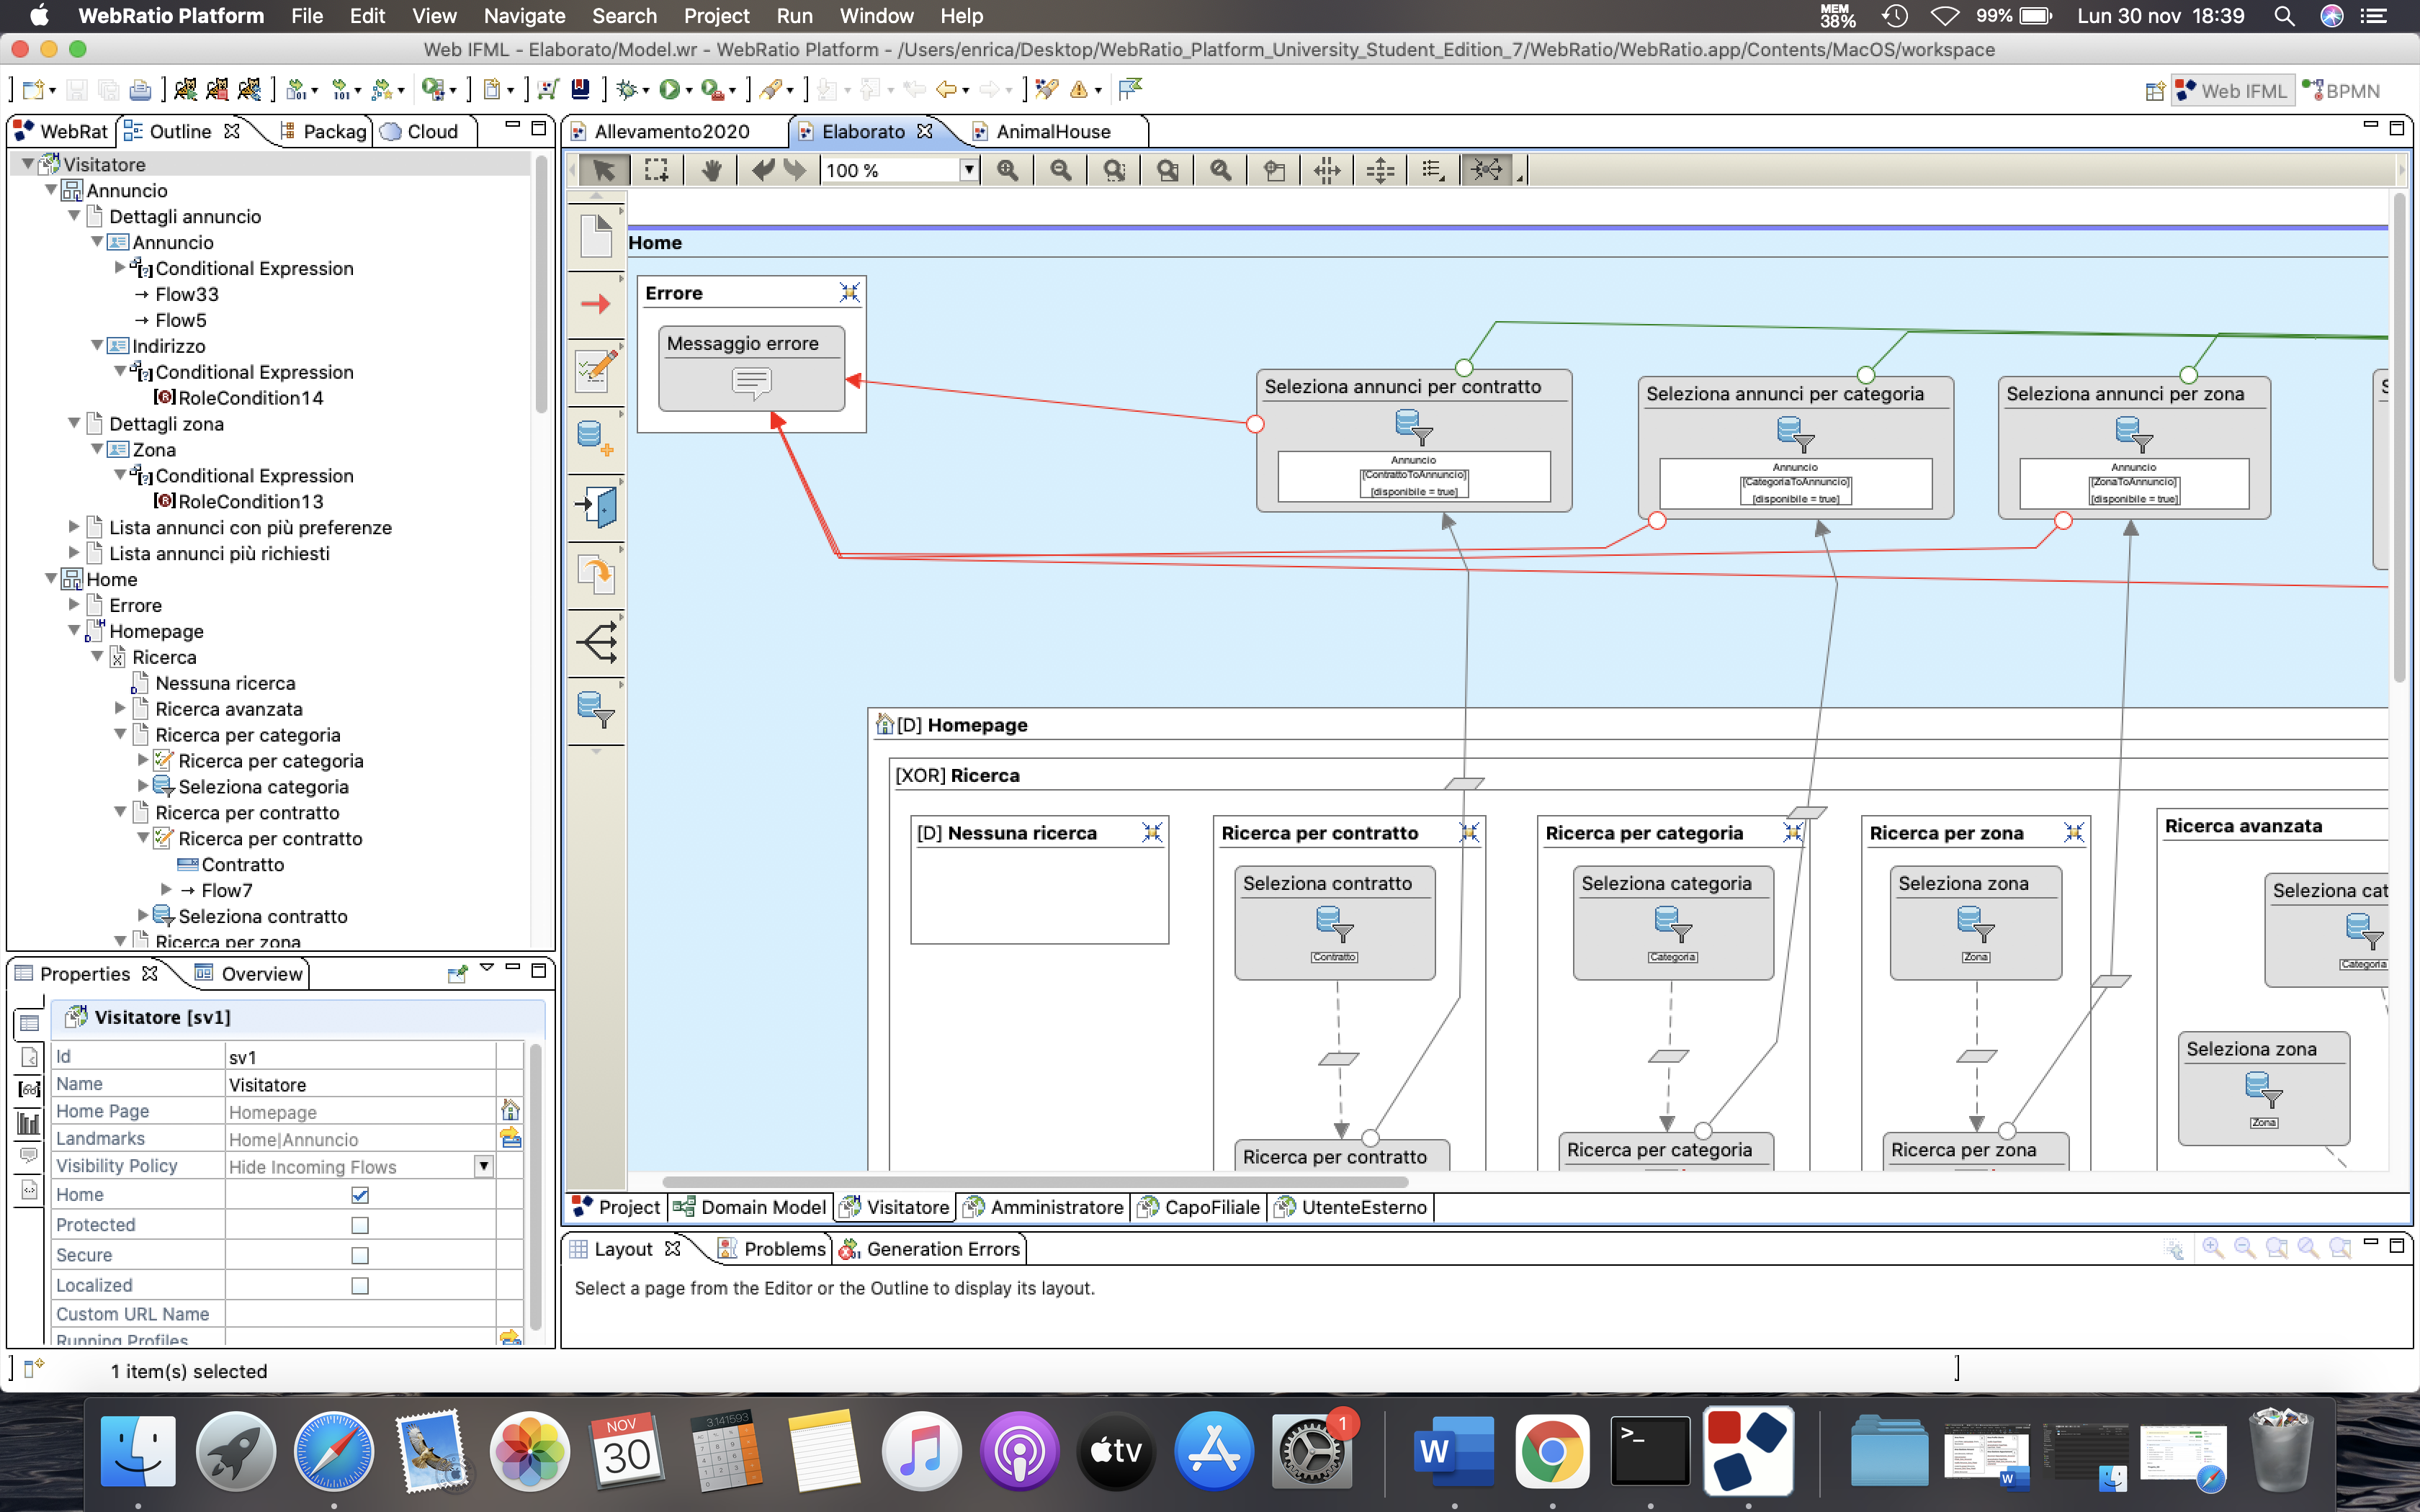 WebRatio Platform File Edit View Navigate Search Project Run Window Help MEM 38% 99% Lun 30 nov 18:39
Web IFML - Elaborato/Model.wr - WebRatio Platform - /Users/enrica/Desktop/WebRatio_Platform_University_Student_Edition_7/WebRatio/WebRatio.app/Contents/MacOS/workspace
Web IFML BPMN
WebRat Outline Packag Cloud
Visitatore
Annuncio
Dettagli annuncio
Annuncio
Conditional Expression
Flow33
Flow5
Indirizzo
Conditional Expression
RoleCondition14
Dettagli zona
Zona
Conditional Expression
RoleCondition13
Lista annunci con più preferenze
Lista annunci più richiesti
Home
Errore
Homepage
Ricerca
Nessuna ricerca
Ricerca avanzata
Ricerca per categoria
Ricerca per categoria
Seleziona categoria
Ricerca per contratto
Ricerca per contratto
Contratto
Flow7
Seleziona contratto
Ricerca per zona
Properties Overview
Visitatore [sv1]
Id sv1
Name Visitatore
Home Page Homepage
Landmarks Home|Annuncio
Visibility Policy Hide Incoming Flows
Home
Protected
Secure
Localized
Custom URL Name
Running Profiles
1 item(s) selected
Allevamento2020 Elaborato AnimalHouse
100 %
Home
Errore
Messaggio errore
Seleziona annunci per contratto
Annuncio
[ContrattoToAnnuncio]
[disponibile = true]
Seleziona annunci per categoria
Annuncio
[CategoriaToAnnuncio]
[disponibile = true]
Seleziona annunci per zona
Annuncio
[ZonaToAnnuncio]
[disponibile = true]
S
[D] Homepage
[XOR] Ricerca
[D] Nessuna ricerca
Ricerca per contratto
Seleziona contratto
Contratto
Ricerca per contratto
Ricerca per categoria
Seleziona categoria
Categoria
Ricerca per categoria
Ricerca per zona
Seleziona zona
Zona
Ricerca per zona
Ricerca avanzata
Seleziona cat
Categoria
Seleziona zona
Zona
Project Domain Model Visitatore Amministratore CapoFiliale UtenteEsterno
Layout Problems Generation Errors
Select a page from the Editor or the Outline to display its layout.
NOV
30
3,141593
tv
1
W
>_
W